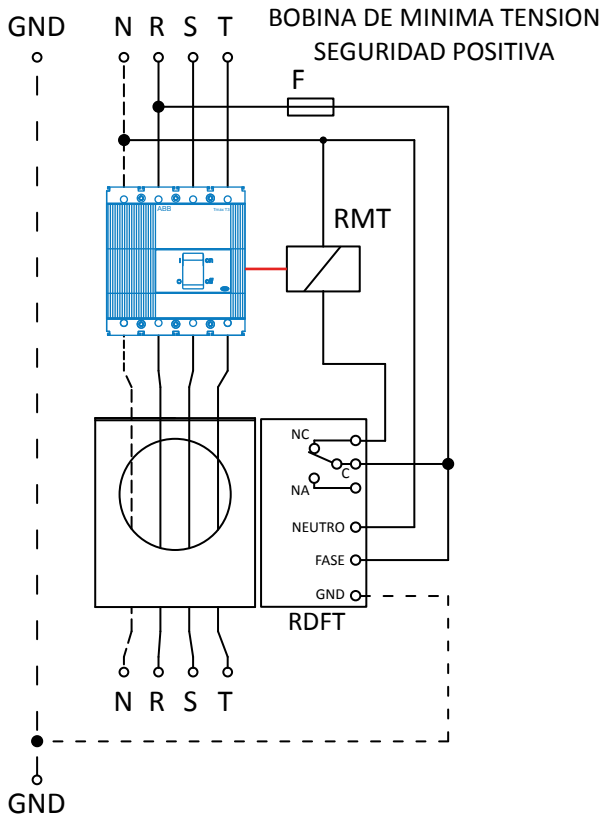 BOBINA DE MINIMA TENSION
SEGURIDAD POSITIVA
GND N R S T
F
ABB
RMT
I
O
NC
C
NA
NEUTRO
FASE
GND
RDFT
N R S T
GND